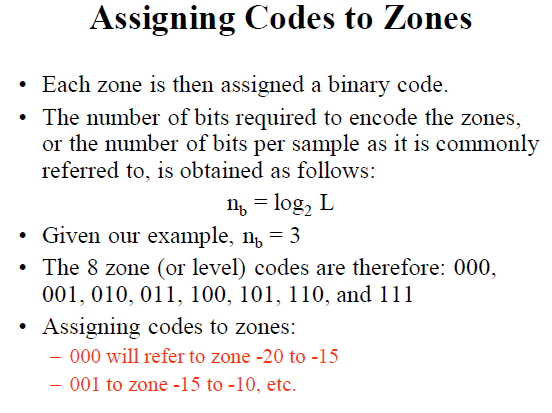 Assigning Codes to Zones
• Each zone is then assigned a binary code.
• The number of bits required to encode the zones,
or the number of bits per sample as it is commonly
referred to, is obtained as follows:
n_b = log_2 L
• Given our example, n_b = 3
• The 8 zone (or level) codes are therefore: 000,
001, 010, 011, 100, 101, 110, and 111
• Assigning codes to zones:
– 000 will refer to zone -20 to -15
– 001 to zone -15 to -10, etc.